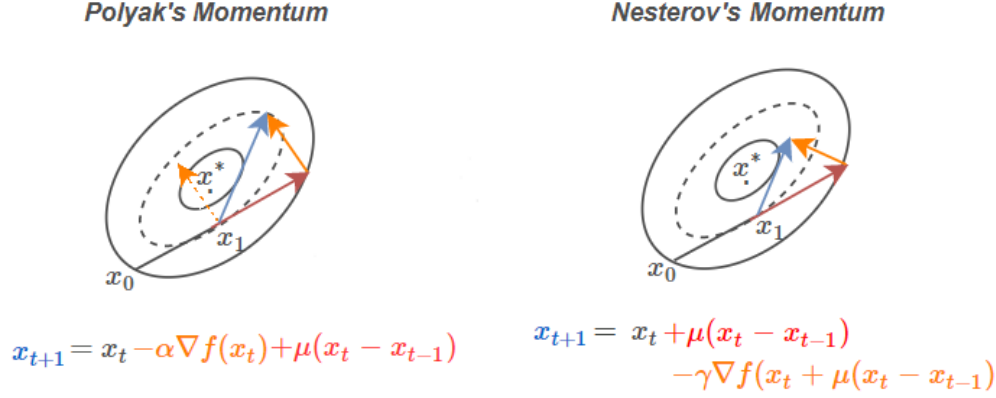 Polyak's Momentum
Nesterov's Momentum
x*
x₁
x₀
x*
x₁
x₀
xₜ₊₁ = xₜ −α∇f(xₜ)+μ(xₜ − xₜ₋₁)
xₜ₊₁ = xₜ +μ(xₜ − xₜ₋₁)
−γ∇f(xₜ + μ(xₜ − xₜ₋₁)